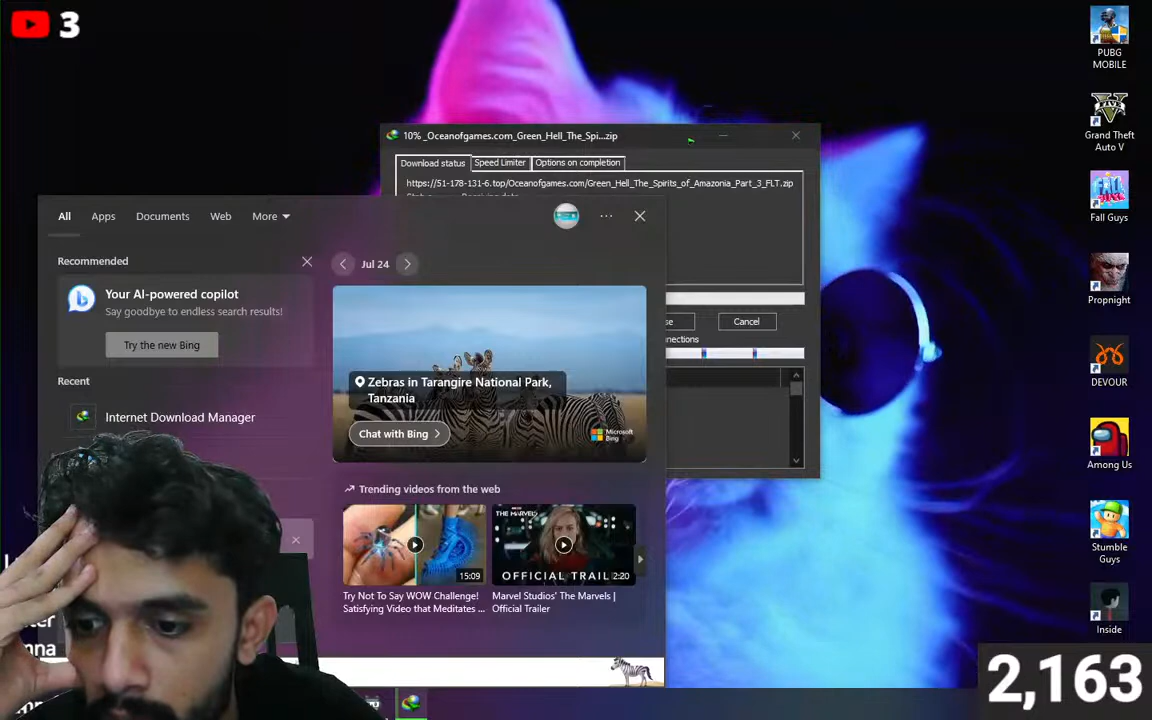 3
PUBG
MOBILE
Grand Theft
Auto V
Fall Guys
Propnight
DEVOUR
Among Us
Stumble
Guys
Inside
2,163
10% _Oceanofgames.com_Green_Hell_The_Spi...zip
Download status
Speed Limiter
Options on completion
https://51-178-131-6.top/Oceanofgames.com/Green_Hell_The_Spirits_of_Amazonia_Part_3_FLT.zip
Cancel
All
Apps
Documents
Web
More
Recommended
Your AI-powered copilot
Say goodbye to endless search results!
Try the new Bing
Recent
Internet Download Manager
Jul 24
Zebras in Tarangire National Park,
Tanzania
Chat with Bing
Microsoft
Bing
Trending videos from the web
15:09
Try Not To Say WOW Challenge!
Satisfying Video that Meditates ...
THE MARVELS
OFFICIAL TRAIL
2:20
Marvel Studios' The Marvels |
Official Trailer